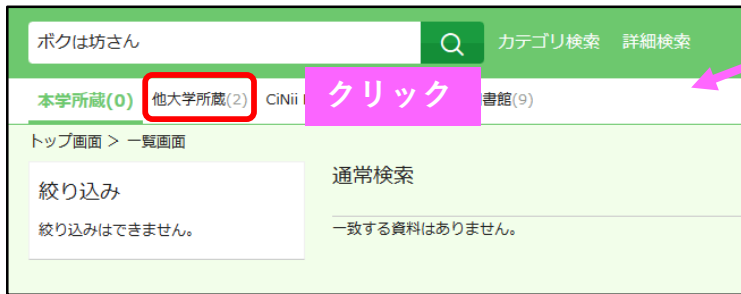 ボクは坊さん
カテゴリ検索 詳細検索
本学所蔵(0) 他大学所蔵(2) CiNii クリック 書館(9)
トップ画面 > 一覧画面
絞り込み
絞り込みはできません。
通常検索
一致する資料はありません。